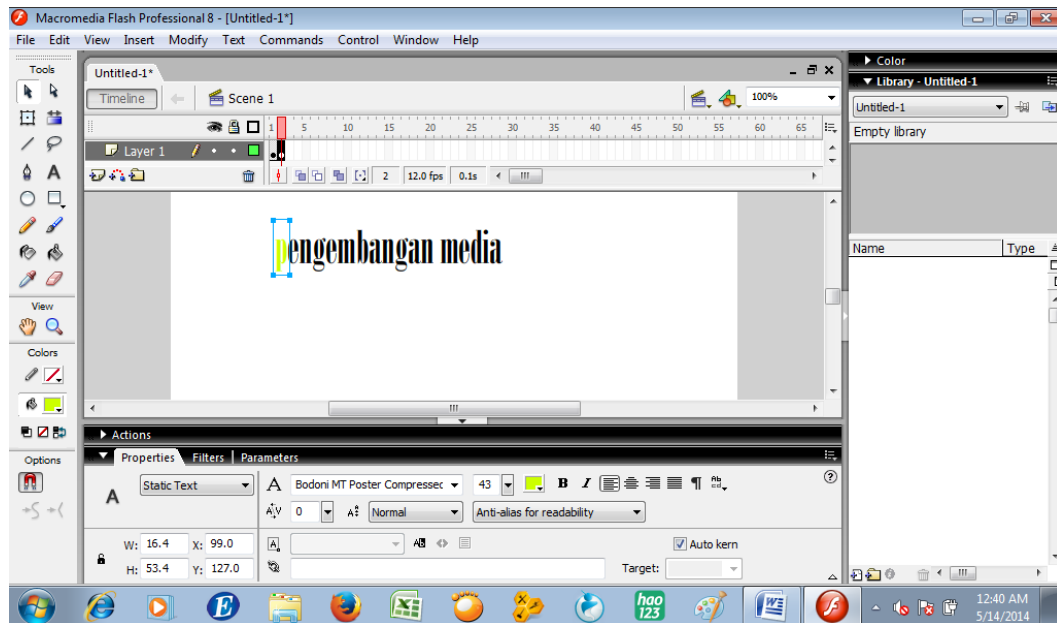 Macromedia Flash Professional 8 - [Untitled-1*]
File Edit View Insert Modify Text Commands Control Window Help
Tools
View
Colors
Options
Untitled-1*
Timeline Scene 1 100%
1 5 10 15 20 25 30 35 40 45 50 55 60 65
Layer 1
2 12.0 fps 0.1s
pengembangan media
Actions
Properties Filters Parameters
A Static Text A Bodoni MT Poster Compressec 43 B I
A V 0 Normal Anti-alias for readability
W: 16.4 X: 99.0 Auto kern
H: 53.4 Y: 127.0 Target:
Color
Library - Untitled-1
Untitled-1
Empty library
Name Type
hao
123
12:40 AM
5/14/2014